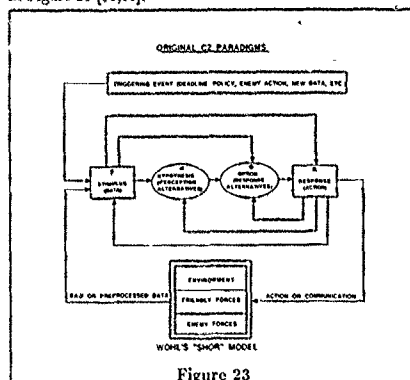 ORIGINAL C2 PARADIGMS
TRIGGERING EVENT (DEADLINE, POLICY, ENEMY ACTION, NEW DATA, ETC
S
STIMULUS
(DATA)
H
HYPOTHESIS
(PERCEPTION
ALTERNATIVES)
O
OPTION
(RESPONSE
ALTERNATIVES)
R
RESPONSE
(ACTION)
ENVIRONMENT
FRIENDLY FORCES
ENEMY FORCES
RAW OR PREPROCESSED DATA
ACTION OR COMMUNICATION
WOHL'S "SHOR" MODEL
Figure 23